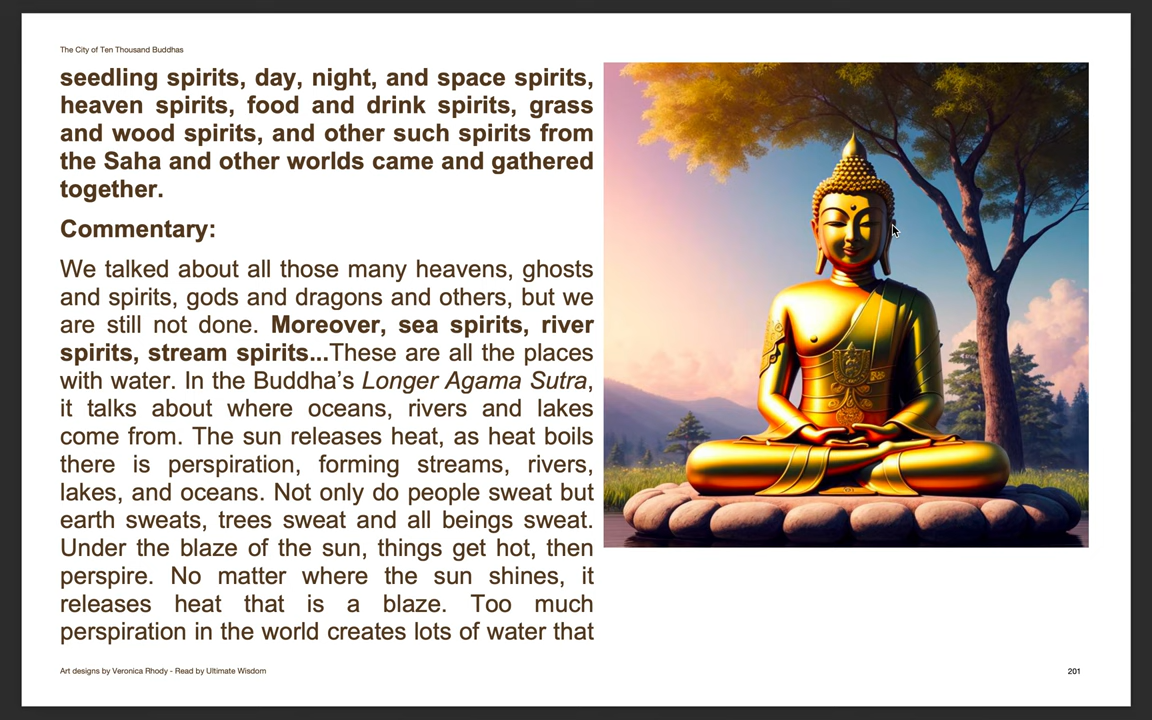 The City of Ten Thousand Buddhas
seedling spirits, day, night, and space spirits,
heaven spirits, food and drink spirits, grass
and wood spirits, and other such spirits from
the Saha and other worlds came and gathered
together.
Commentary:
We talked about all those many heavens, ghosts
and spirits, gods and dragons and others, but we
are still not done. Moreover, sea spirits, river
spirits, stream spirits...These are all the places
with water. In the Buddha’s Longer Agama Sutra,
it talks about where oceans, rivers and lakes
come from. The sun releases heat, as heat boils
there is perspiration, forming streams, rivers,
lakes, and oceans. Not only do people sweat but
earth sweats, trees sweat and all beings sweat.
Under the blaze of the sun, things get hot, then
perspire. No matter where the sun shines, it
releases heat that is a blaze. Too much
perspiration in the world creates lots of water that
Art designs by Veronica Rhody - Read by Ultimate Wisdom
201